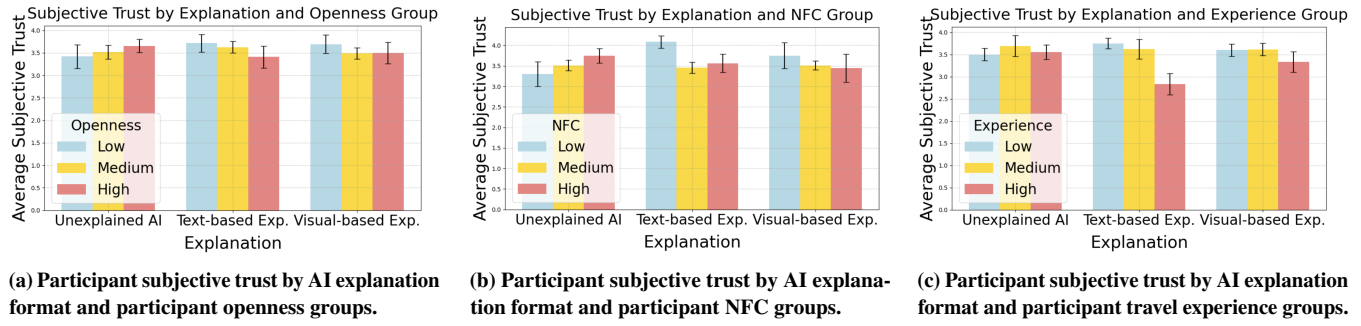 Subjective Trust by Explanation and Openness Group
Average Subjective Trust
4.0
3.5
3.0
2.5
2.0
1.5
1.0
0.5
0.0
Openness
Low
Medium
High
Unexplained AI Text-based Exp. Visual-based Exp.
Explanation
(a) Participant subjective trust by AI explanation
format and participant openness groups.
Subjective Trust by Explanation and NFC Group
Average Subjective Trust
4.0
3.5
3.0
2.5
2.0
1.5
1.0
0.5
0.0
NFC
Low
Medium
High
Unexplained AI Text-based Exp. Visual-based Exp.
Explanation
(b) Participant subjective trust by AI explana-
tion format and participant NFC groups.
Subjective Trust by Explanation and Experience Group
Average Subjective Trust
4.0
3.5
3.0
2.5
2.0
1.5
1.0
0.5
0.0
Experience
Low
Medium
High
Unexplained AI Text-based Exp. Visual-based Exp.
Explanation
(c) Participant subjective trust by AI explanation
format and participant travel experience groups.